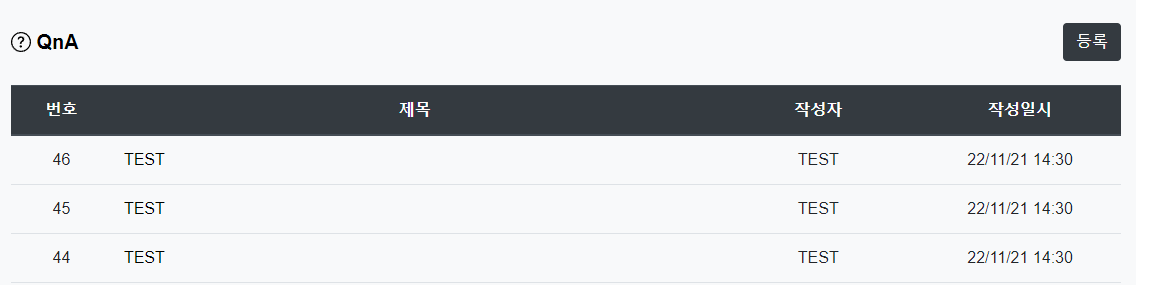 QnA 등록
번호 제목 작성자 작성일시
46 TEST TEST 22/11/21 14:30
45 TEST TEST 22/11/21 14:30
44 TEST TEST 22/11/21 14:30